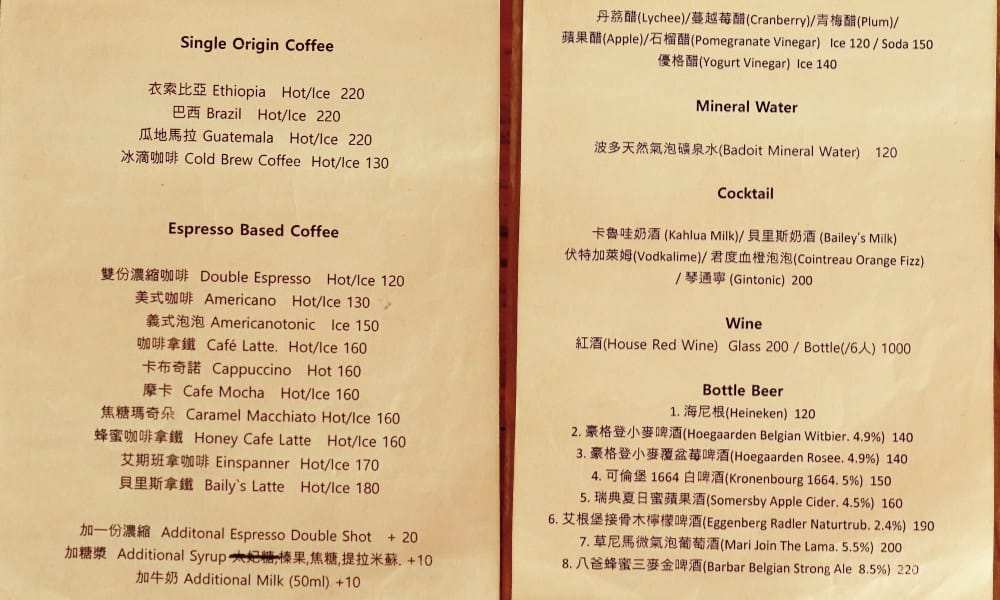 Single Origin Coffee
衣索比亞 Ethiopia Hot/Ice 220
巴西 Brazil Hot/Ice 220
瓜地馬拉 Guatemala Hot/Ice 220
冰滴咖啡 Cold Brew Coffee Hot/Ice 130
Espresso Based Coffee
雙份濃縮咖啡 Double Espresso Hot/Ice 120
美式咖啡 Americano Hot/Ice 130
義式泡泡 Americanotonic Ice 150
咖啡拿鐵 Café Latte. Hot/Ice 160
卡布奇諾 Cappuccino Hot 160
摩卡 Cafe Mocha Hot/Ice 160
焦糖瑪奇朵 Caramel Macchiato Hot/Ice 160
蜂蜜咖啡拿鐵 Honey Cafe Latte Hot/Ice 160
艾期班拿咖啡 Einspanner Hot/Ice 170
貝里斯拿鐵 Baily`s Latte Hot/Ice 180
加一份濃縮 Additonal Espresso Double Shot + 20
加糖漿 Additional Syrup 太妃糖,榛果,焦糖,提拉米蘇. +10
加牛奶 Additional Milk (50ml) +10
丹荔醋(Lychee)/蔓越莓醋(Cranberry)/青梅醋(Plum)/
蘋果醋(Apple)/石榴醋(Pomegranate Vinegar) Ice 120 / Soda 150
優格醋(Yogurt Vinegar) Ice 140
Mineral Water
波多天然氣泡礦泉水(Badoit Mineral Water) 120
Cocktail
卡魯哇奶酒 (Kahlua Milk)/ 貝里斯奶酒 (Bailey's Milk)
伏特加萊姆(Vodkalime)/ 君度血橙泡泡(Cointreau Orange Fizz)
/ 琴通寧 (Gintonic) 200
Wine
紅酒(House Red Wine) Glass 200 / Bottle(/6人) 1000
Bottle Beer
1. 海尼根(Heineken) 120
2. 豪格登小麥啤酒(Hoegaarden Belgian Witbier. 4.9%) 140
3. 豪格登小麥覆盆莓啤酒(Hoegaarden Rosee. 4.9%) 140
4. 可倫堡 1664 白啤酒(Kronenbourg 1664. 5%) 150
5. 瑞典夏日蜜蘋果酒(Somersby Apple Cider. 4.5%) 160
6. 艾根堡接骨木檸檬啤酒(Eggenberg Radler Naturtrub. 2.4%) 190
7. 草尼馬微氣泡葡萄酒(Mari Join The Lama. 5.5%) 200
8. 八爸蜂蜜三麥金啤酒(Barbar Belgian Strong Ale 8.5%) 220